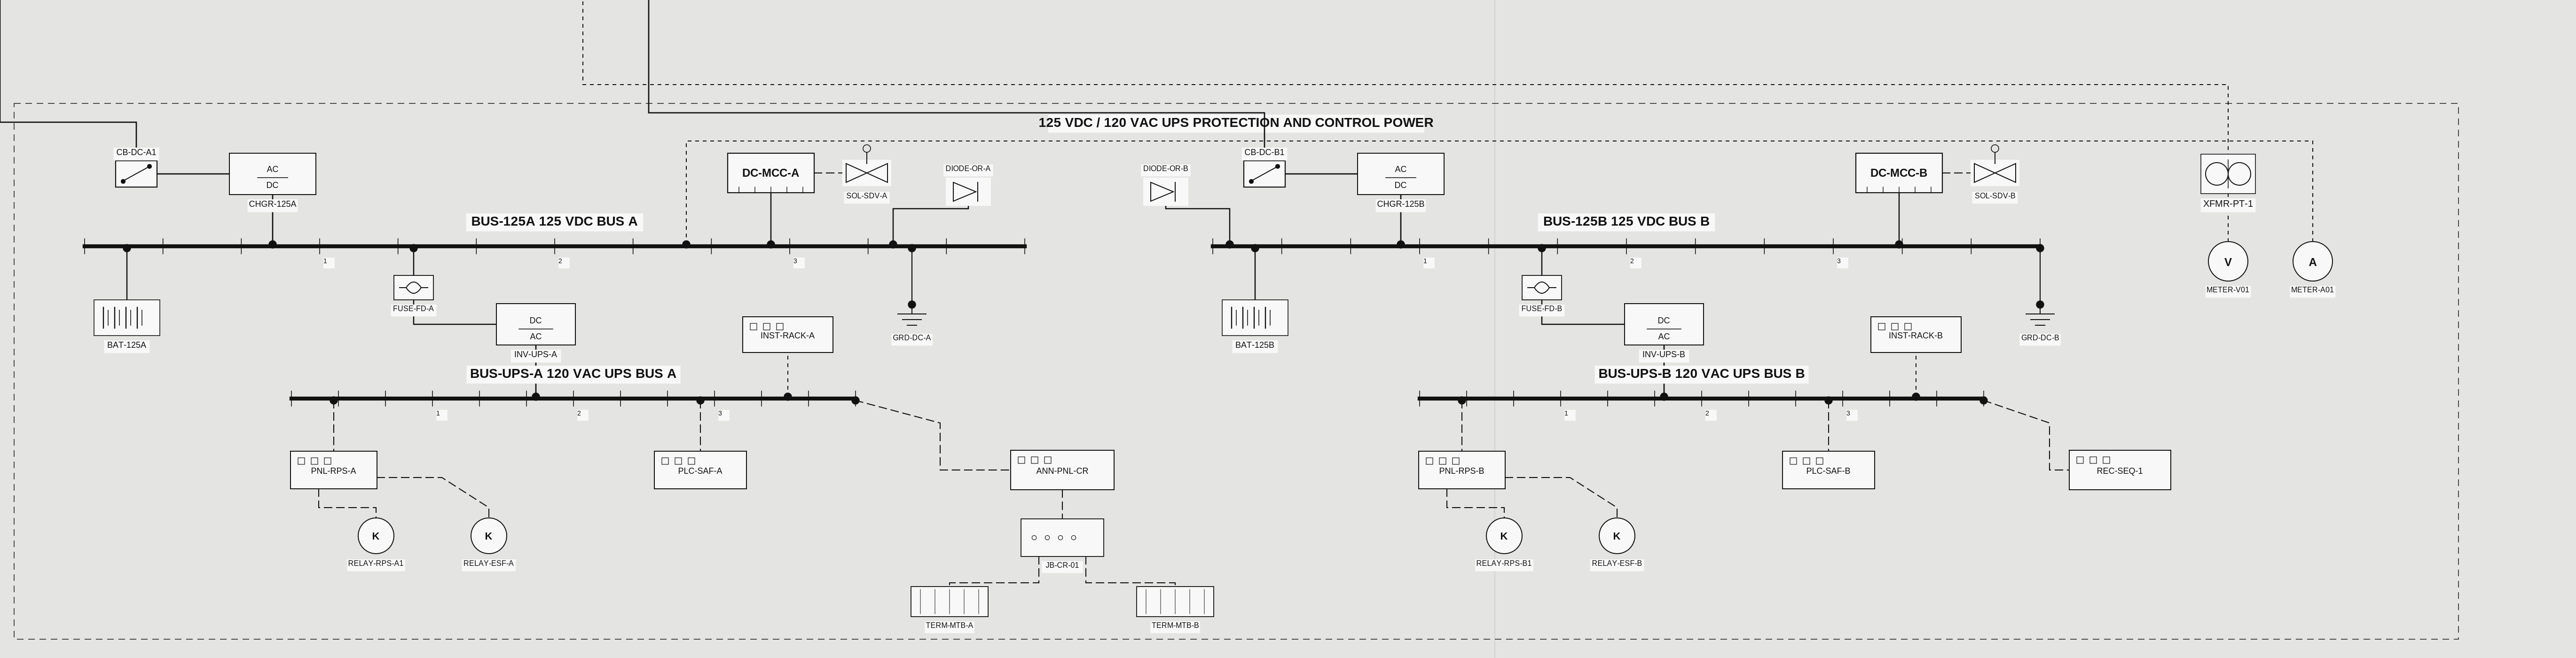 125 VDC / 120 VAC UPS PROTECTION AND CONTROL POWER
CB-DC-A1
AC
DC
CHGR-125A
DC-MCC-A
SOL-SDV-A
DIODE-OR-A
DIODE-OR-B
CB-DC-B1
AC
DC
CHGR-125B
DC-MCC-B
SOL-SDV-B
XFMR-PT-1
BUS-125A 125 VDC BUS A
BUS-125B 125 VDC BUS B
1
2
3
1
2
3
V
METER-V01
A
METER-A01
BAT-125A
FUSE-FD-A
DC
AC
INV-UPS-A
INST-RACK-A
GRD-DC-A
BAT-125B
FUSE-FD-B
DC
AC
INV-UPS-B
INST-RACK-B
GRD-DC-B
BUS-UPS-A 120 VAC UPS BUS A
BUS-UPS-B 120 VAC UPS BUS B
1
2
3
1
2
3
PNL-RPS-A
PLC-SAF-A
ANN-PNL-CR
PNL-RPS-B
PLC-SAF-B
REC-SEQ-1
K
RELAY-RPS-A1
K
RELAY-ESF-A
JB-CR-01
K
RELAY-RPS-B1
K
RELAY-ESF-B
TERM-MTB-A
TERM-MTB-B